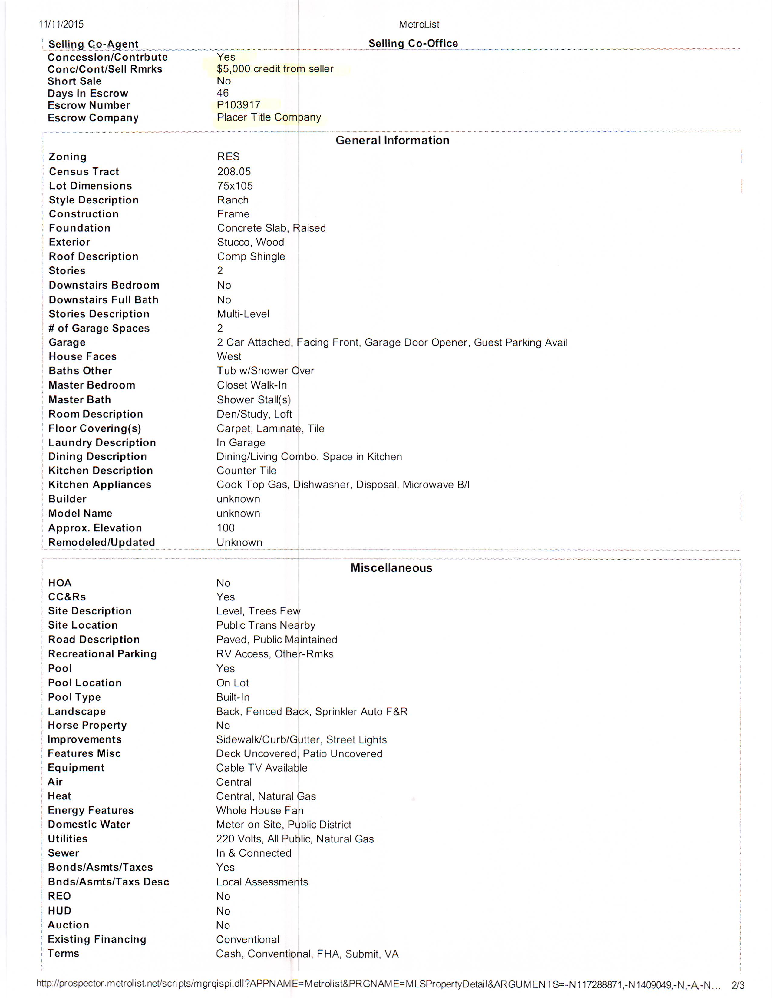 11/11/2015 MetroList
Selling Co-Agent Selling Co-Office
Concession/Contrbute Yes
Conc/Cont/Sell Rmrks $5,000 credit from seller
Short Sale No
Days in Escrow 46
Escrow Number P103917
Escrow Company Placer Title Company
General Information
Zoning RES
Census Tract 208.05
Lot Dimensions 75x105
Style Description Ranch
Construction Frame
Foundation Concrete Slab, Raised
Exterior Stucco, Wood
Roof Description Comp Shingle
Stories 2
Downstairs Bedroom No
Downstairs Full Bath No
Stories Description Multi-Level
# of Garage Spaces 2
Garage 2 Car Attached, Facing Front, Garage Door Opener, Guest Parking Avail
House Faces West
Baths Other Tub w/Shower Over
Master Bedroom Closet Walk-In
Master Bath Shower Stall(s)
Room Description Den/Study, Loft
Floor Covering(s) Carpet, Laminate, Tile
Laundry Description In Garage
Dining Description Dining/Living Combo, Space in Kitchen
Kitchen Description Counter Tile
Kitchen Appliances Cook Top Gas, Dishwasher, Disposal, Microwave B/I
Builder unknown
Model Name unknown
Approx. Elevation 100
Remodeled/Updated Unknown
Miscellaneous
HOA No
CC&Rs Yes
Site Description Level, Trees Few
Site Location Public Trans Nearby
Road Description Paved, Public Maintained
Recreational Parking RV Access, Other-Rmks
Pool Yes
Pool Location On Lot
Pool Type Built-In
Landscape Back, Fenced Back, Sprinkler Auto F&R
Horse Property No
Improvements Sidewalk/Curb/Gutter, Street Lights
Features Misc Deck Uncovered, Patio Uncovered
Equipment Cable TV Available
Air Central
Heat Central, Natural Gas
Energy Features Whole House Fan
Domestic Water Meter on Site, Public District
Utilities 220 Volts, All Public, Natural Gas
Sewer In & Connected
Bonds/Asmts/Taxes Yes
Bnds/Asmts/Taxs Desc Local Assessments
REO No
HUD No
Auction No
Existing Financing Conventional
Terms Cash, Conventional, FHA, Submit, VA
http://prospector.metrolist.net/scripts/mgrqispi.dll?APPNAME=Metrolist&PRGNAME=MLSPropertyDetail&ARGUMENTS=-N117288871,-N1409049,-N,-A,-N... 2/3